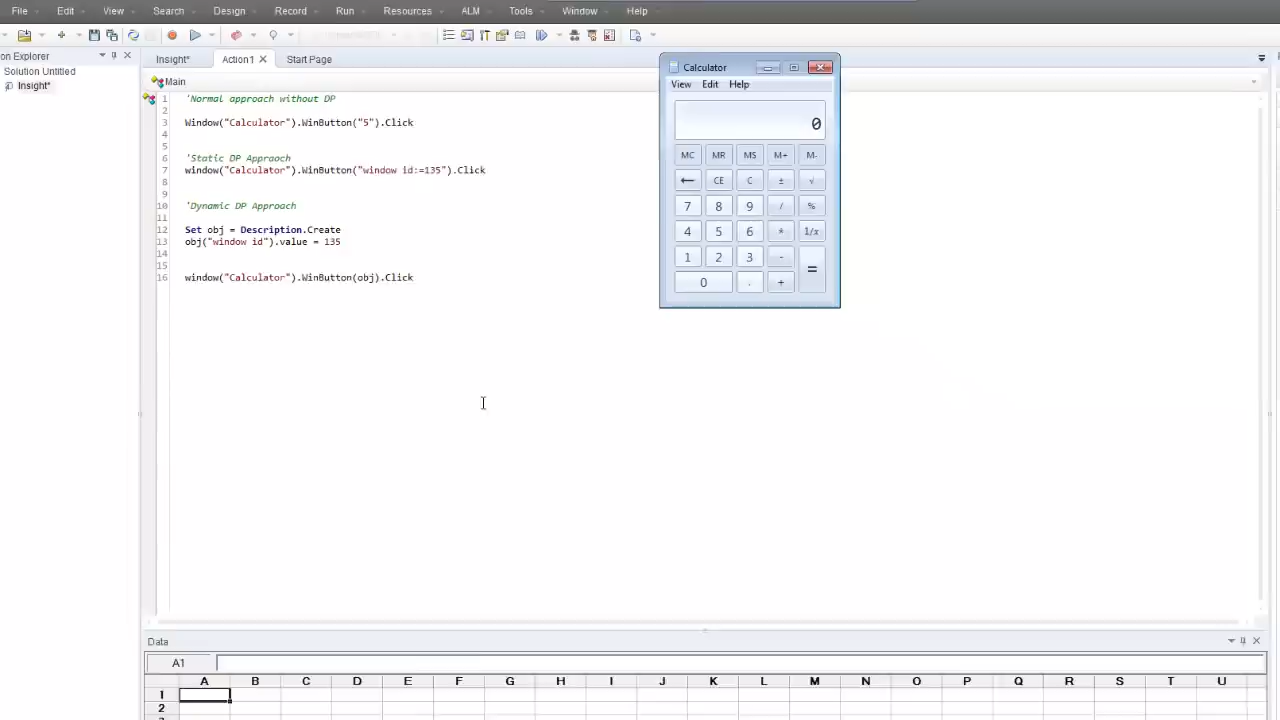 File Edit View Search Design Record Run Resources ALM Tools Window Help
on Explorer
Solution Untitled
Insight*
Insight* Action1 Start Page
Main
1 'Normal approach without DP
2
3 Window("Calculator").WinButton("5").Click
4
5
6 'Static DP Appraoch
7 window("Calculator").WinButton("window id:=135").Click
8
9
10 'Dynamic DP Approach
11
12 Set obj = Description.Create
13 obj("window id").value = 135
14
15
16 window("Calculator").WinButton(obj).Click
Calculator
View Edit Help
0
MC MR MS M+ M-
← CE C ± √
7 8 9 / %
4 5 6 * 1/x
1 2 3 - =
0 . +
Data
A1
A B C D E F G H I J K L M N O P Q R S T U
1
2